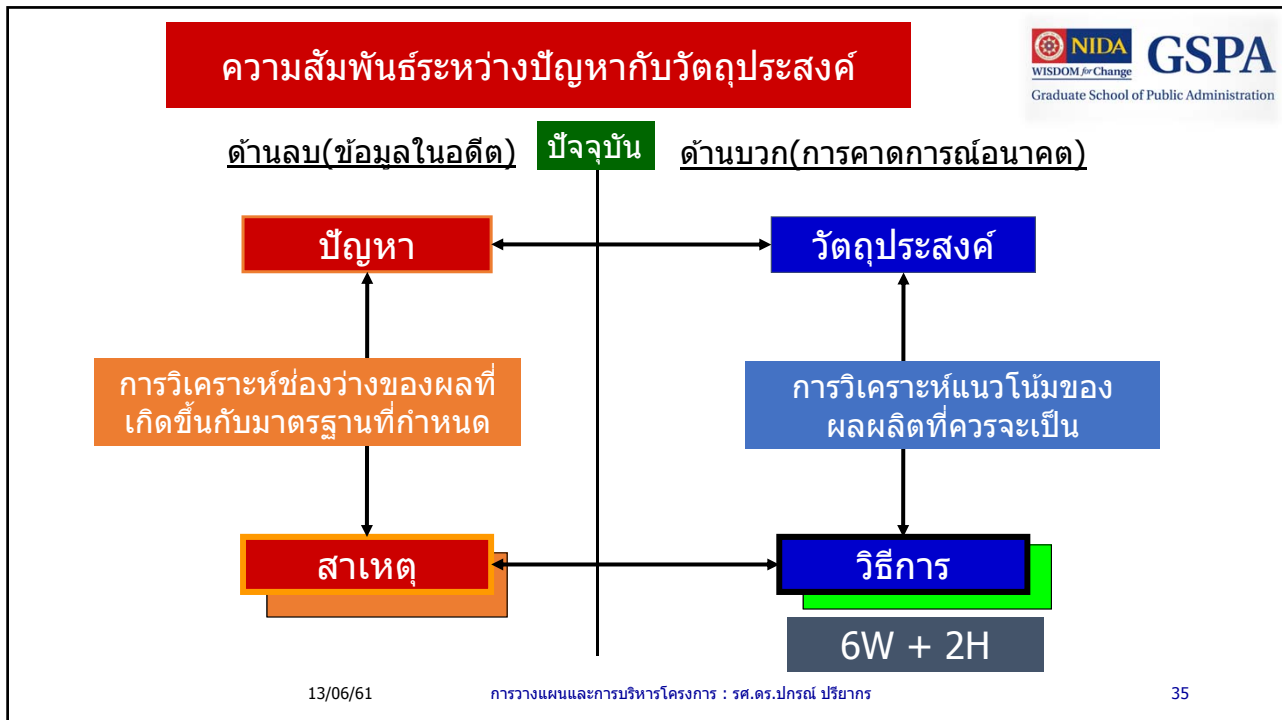 ความสัมพันธ์ระหว่างปัญหากับวัตถุประสงค์
NIDA
WISDOM for Change
GSPA
Graduate School of Public Administration
ด้านลบ(ข้อมูลในอดีต)
ปัจจุบัน
ด้านบวก(การคาดการณ์อนาคต)
ปัญหา
วัตถุประสงค์
การวิเคราะห์ช่องว่างของผลที่
เกิดขึ้นกับมาตรฐานที่กำหนด
การวิเคราะห์แนวโน้มของ
ผลผลิตที่ควรจะเป็น
สาเหตุ
วิธีการ
6W + 2H
13/06/61
การวางแผนและการบริหารโครงการ : รศ.ดร.ปกรณ์ ปรียากร
35